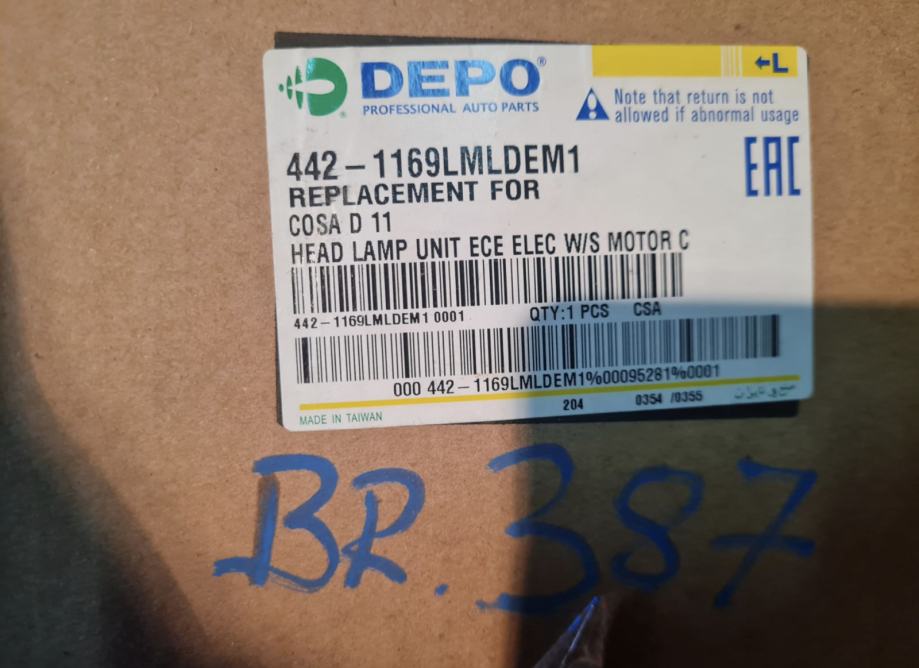 DEPO®
PROFESSIONAL AUTO PARTS
←L
Note that return is not
allowed if abnormal usage
EAC
442-1169LMLDEM1
REPLACEMENT FOR
COSA D 11
HEAD LAMP UNIT ECE ELEC W/S MOTOR C
442-1169LMLDEM1 0001 QTY:1 PCS CSA
000 442-1169LMLDEM1%00095281%0001
MADE IN TAIWAN 204 0354 /0355
BR. 387